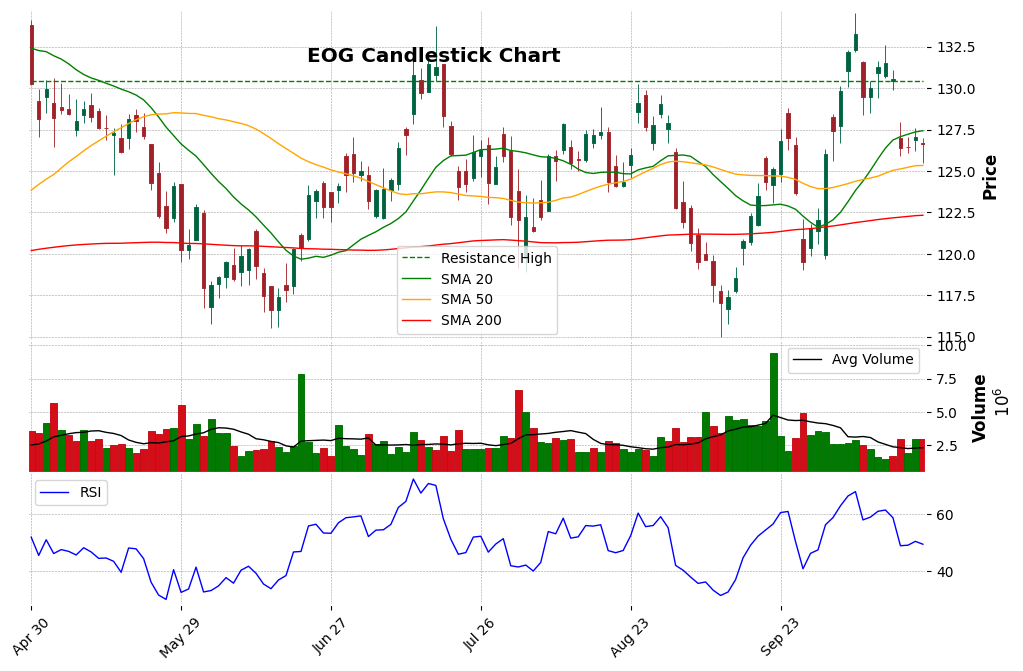 EOG Candlestick Chart
Resistance High
SMA 20
SMA 50
SMA 200
132.5
130.0
127.5
125.0
122.5
120.0
117.5
115.0
Price
Avg Volume
10.0
7.5
5.0
2.5
Volume
10^6
RSI
60
40
Apr 30
May 29
Jun 27
Jul 26
Aug 23
Sep 23